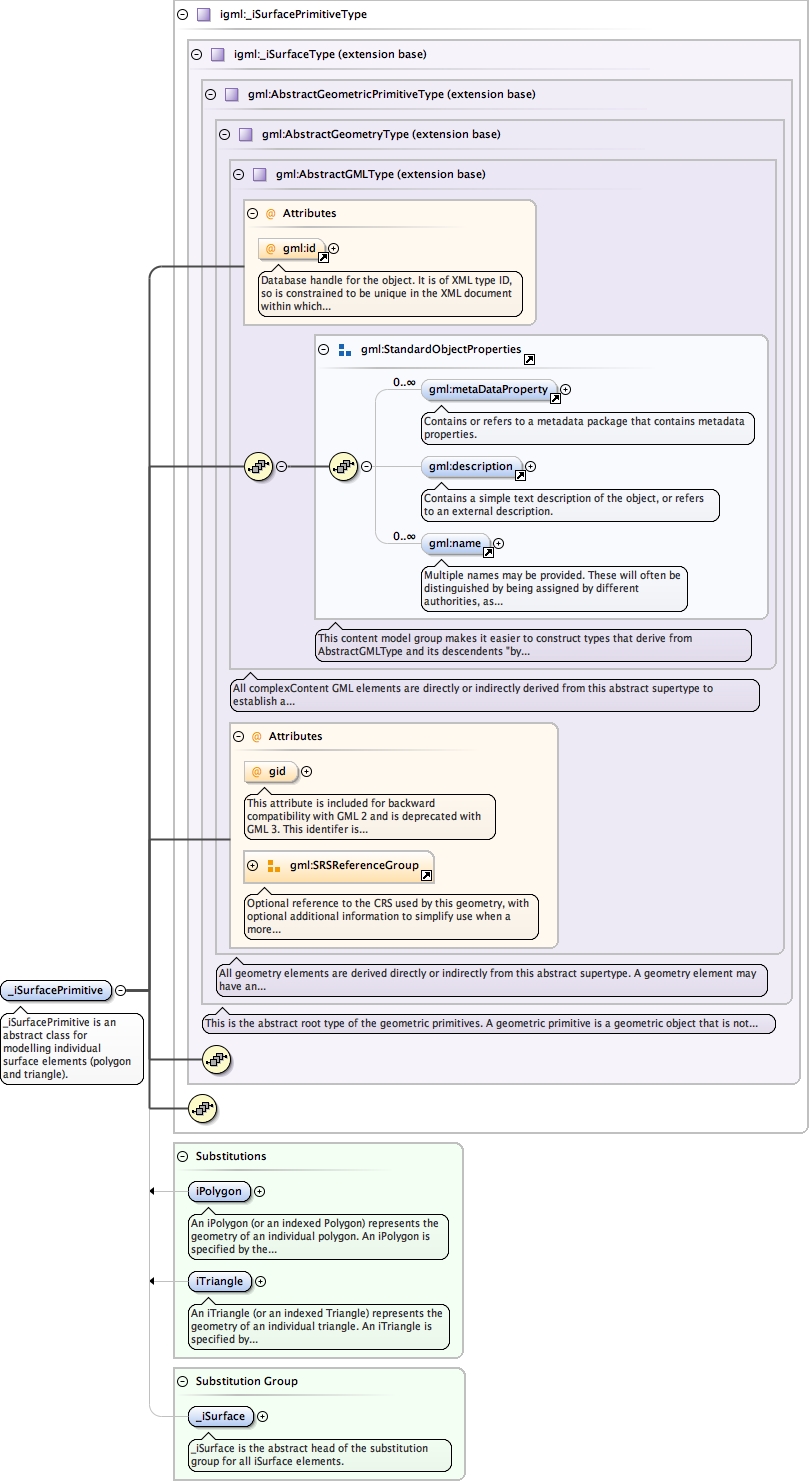 igml:_iSurfacePrimitiveType
igml:_iSurfaceType (extension base)
gml:AbstractGeometricPrimitiveType (extension base)
gml:AbstractGeometryType (extension base)
gml:AbstractGMLType (extension base)
@ Attributes
@ gml:id
Database handle for the object. It is of XML type ID,
so is constrained to be unique in the XML document
within which...
gml:StandardObjectProperties
0..∞
gml:metaDataProperty
Contains or refers to a metadata package that contains metadata
properties.
gml:description
Contains a simple text description of the object, or refers
to an external description.
0..∞
gml:name
Multiple names may be provided. These will often be
distinguished by being assigned by different
authorities, as...
This content model group makes it easier to construct types that derive from
AbstractGMLType and its descendents "by...
All complexContent GML elements are directly or indirectly derived from this abstract supertype to
establish a...
@ Attributes
@ gid
This attribute is included for backward
compatibility with GML 2 and is deprecated with
GML 3. This identifer is...
gml:SRSReferenceGroup
Optional reference to the CRS used by this geometry, with
optional additional information to simplify use when a
more...
All geometry elements are derived directly or indirectly from this abstract supertype. A geometry element may
have an...
_iSurfacePrimitive
_iSurfacePrimitive is an
abstract class for
modelling individual
surface elements (polygon
and triangle).
This is the abstract root type of the geometric primitives. A geometric primitive is a geometric object that is not...
Substitutions
iPolygon
An iPolygon (or an indexed Polygon) represents the
geometry of an individual polygon. An iPolygon is
specified by the...
iTriangle
An iTriangle (or an indexed Triangle) represents the
geometry of an individual triangle. An iTriangle is
specified by...
Substitution Group
_iSurface
_iSurface is the abstract head of the substitution
group for all iSurface elements.